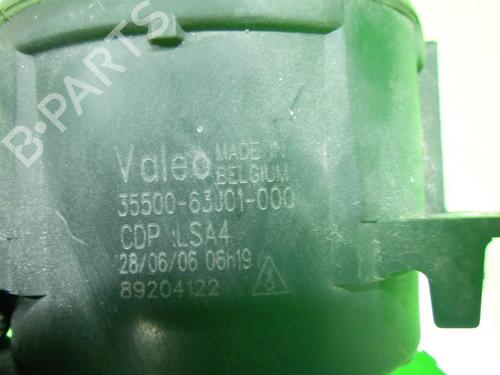 B-PARTS
Valeo MADE IN
BELGIUM
35500-63J01-000
CDP LSA4
28/06/06 06h19
89204122